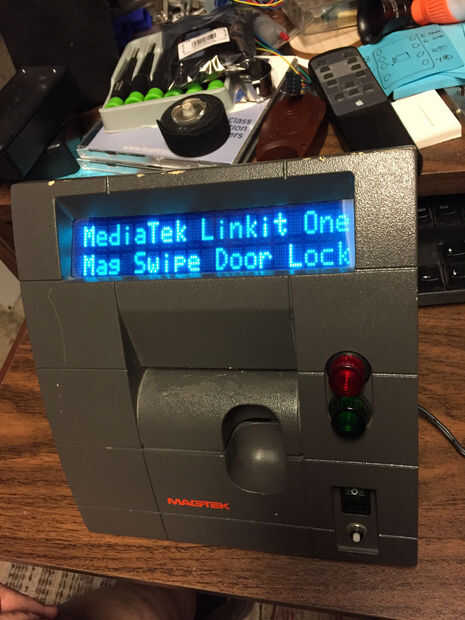 MediaTek Linkit One
Mag Swipe Door Lock
MAGTEK